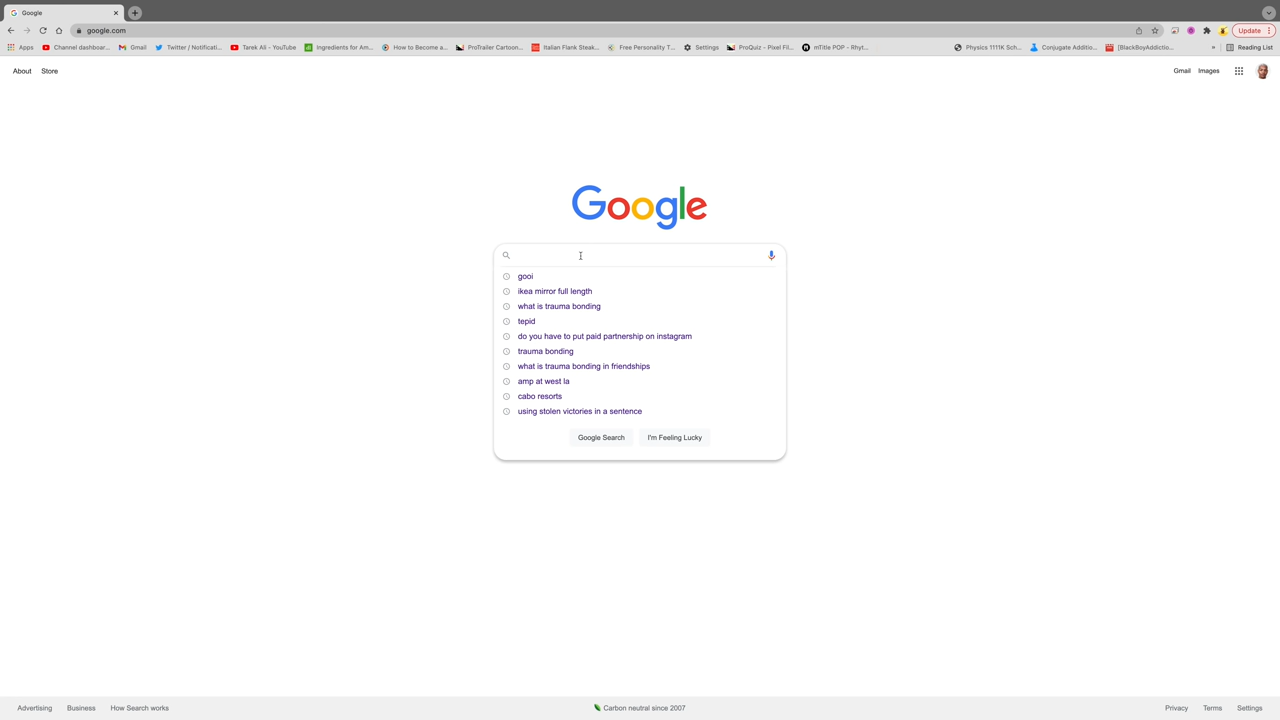 Google
google.com
Update
Apps
Channel dashboar...
Gmail
Twitter / Notificati...
Tarek Ali - YouTube
Ingredients for Am...
How to Become a...
ProTrailer Cartoon...
Italian Flank Steak...
Free Personality T...
Settings
ProQuiz - Pixel Fil...
mTitle POP - Rhyt...
Physics 1111K Sch...
Conjugate Additio...
[BlackBoyAddictio...
»
Reading List
About
Store
Gmail
Images
Google
gooi
ikea mirror full length
what is trauma bonding
tepid
do you have to put paid partnership on instagram
trauma bonding
what is trauma bonding in friendships
amp at west la
cabo resorts
using stolen victories in a sentence
Google Search
I'm Feeling Lucky
Advertising
Business
How Search works
Carbon neutral since 2007
Privacy
Terms
Settings